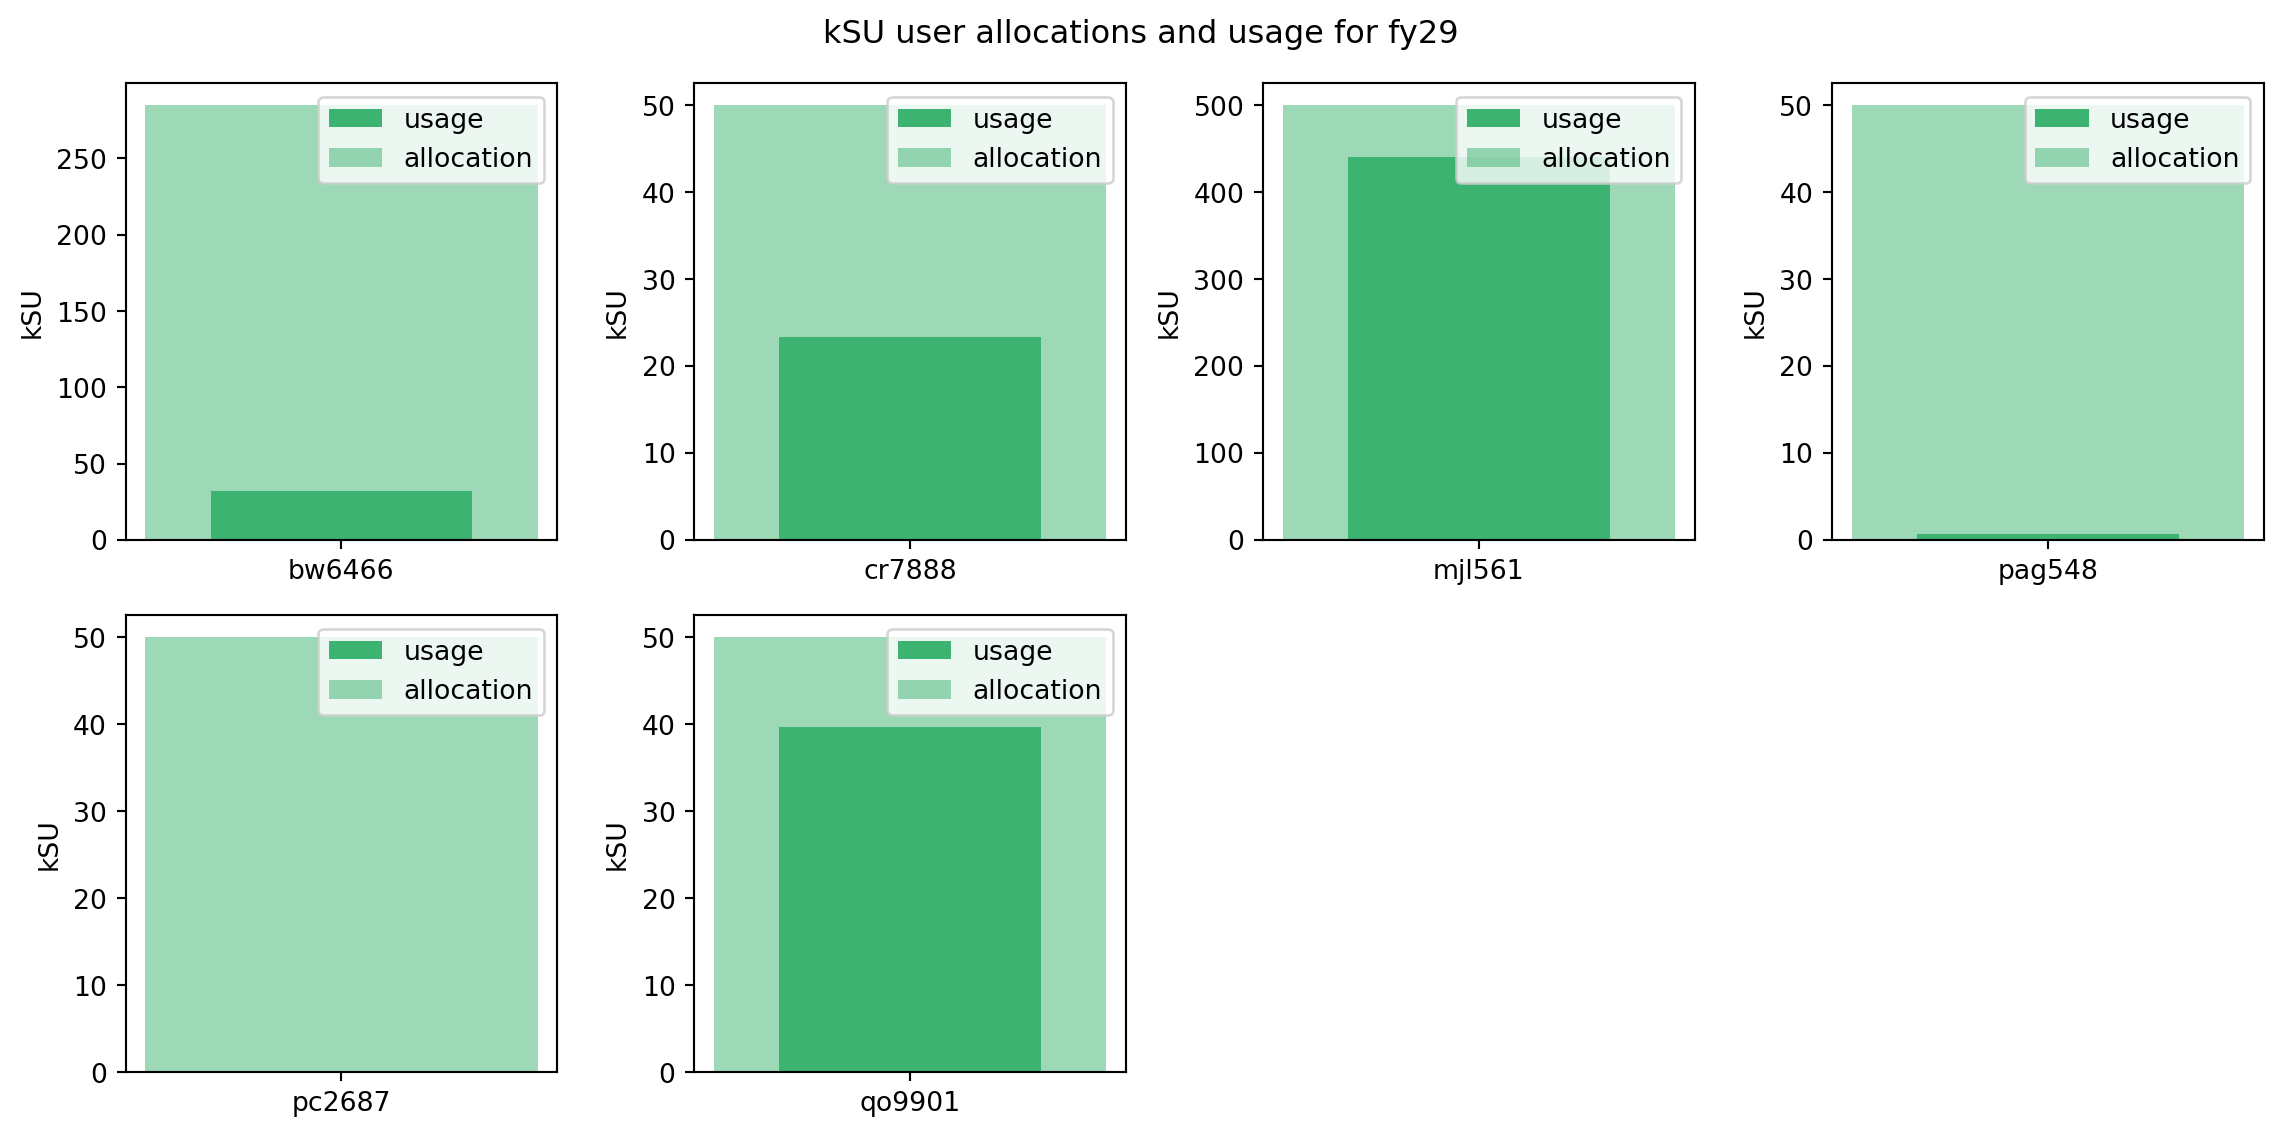 kSU user allocations and usage for fy29
kSU
250
200
150
100
50
0
usage
allocation
bw6466
kSU
50
40
30
20
10
0
usage
allocation
cr7888
kSU
500
400
300
200
100
0
usage
allocation
mjl561
kSU
50
40
30
20
10
0
usage
allocation
pag548
kSU
50
40
30
20
10
0
usage
allocation
pc2687
kSU
50
40
30
20
10
0
usage
allocation
qo9901